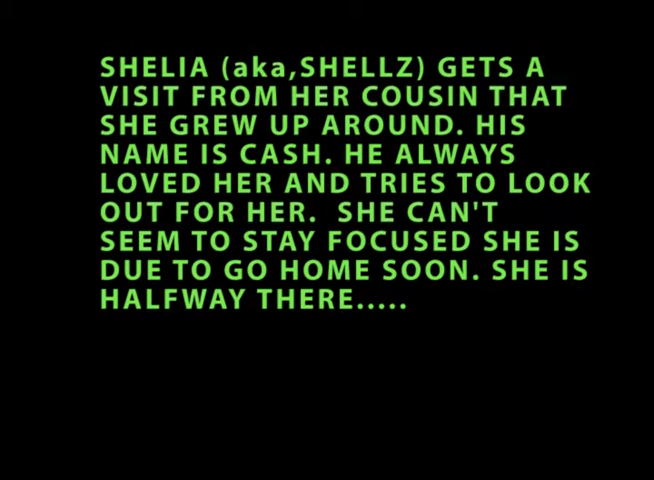 SHELIA (aka,SHELLZ) GETS A
VISIT FROM HER COUSIN THAT
SHE GREW UP AROUND. HIS
NAME IS CASH. HE ALWAYS
LOVED HER AND TRIES TO LOOK
OUT FOR HER.  SHE CAN'T
SEEM TO STAY FOCUSED SHE IS
DUE TO GO HOME SOON. SHE IS
HALFWAY THERE.....